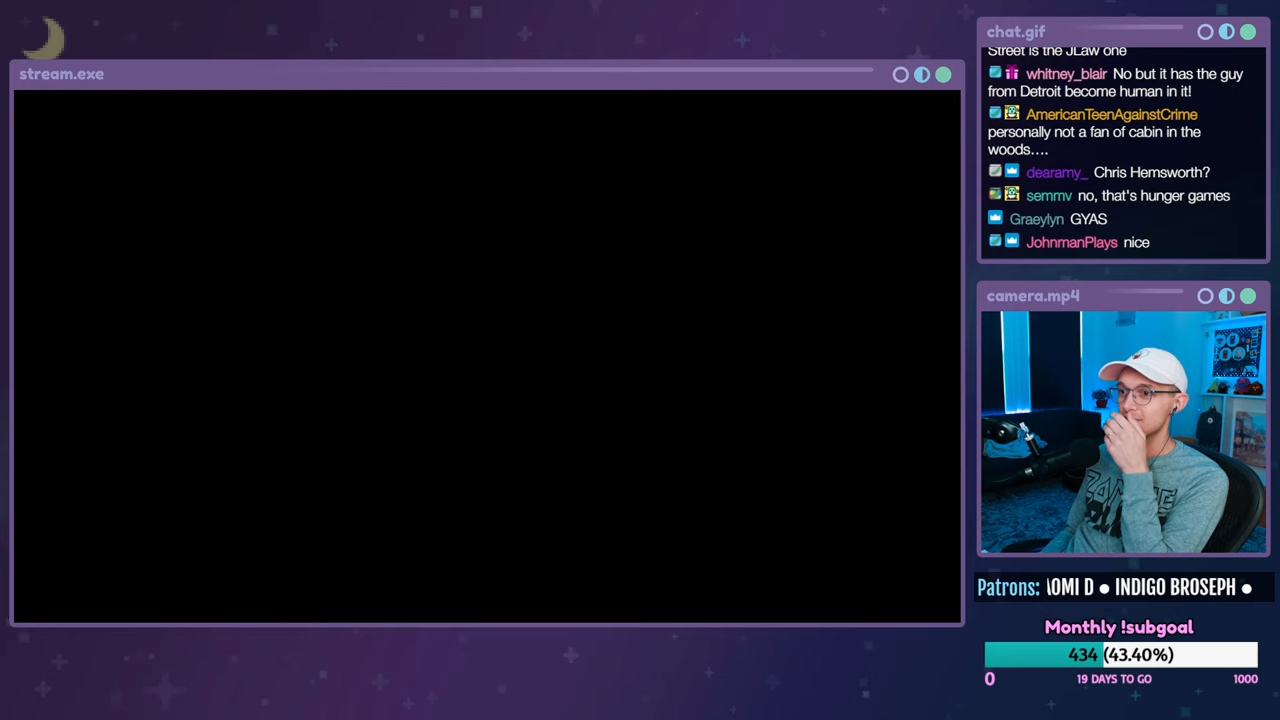 stream.exe
chat.gif
Street is the JLaw one
whitney_blair No but it has the guy
from Detroit become human in it!
AmericanTeenAgainstCrime
personally not a fan of cabin in the
woods....
dearamy_ Chris Hemsworth?
semmv no, that's hunger games
Graeylyn GYAS
JohnmanPlays nice
camera.mp4
Patrons: OMI D ● INDIGO BROSEPH ●
Monthly !subgoal
434 (43.40%)
0 19 DAYS TO GO 1000